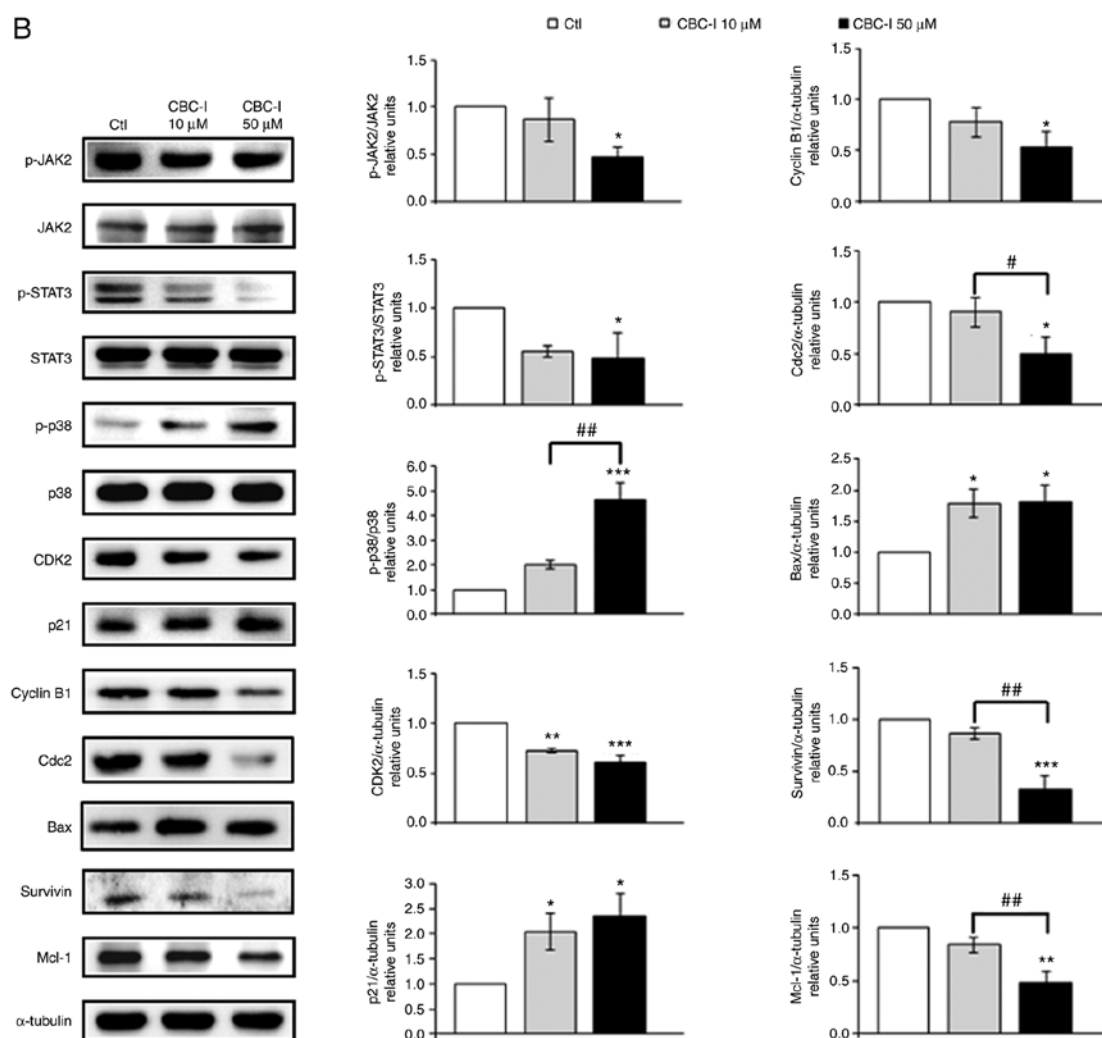 B
Ctl
CBC-I 10 μM
CBC-I 50 μM
Ctl
CBC-I
10 μM
CBC-I
50 μM
p-JAK2
JAK2
p-STAT3
STAT3
p-p38
p38
CDK2
p21
Cyclin B1
Cdc2
Bax
Survivin
Mcl-1
α-tubulin
p-JAK2/JAK2
relative units
1.5
1.0
0.5
0.0
*
Cyclin B1/α-tubulin
relative units
1.5
1.0
0.5
0.0
*
p-STAT3/STAT3
relative units
1.5
1.0
0.5
0.0
*
Cdc2/α-tubulin
relative units
1.5
1.0
0.5
0.0
#
*
p-p38/p38
relative units
6.0
5.0
4.0
3.0
2.0
1.0
0.0
##
***
Bax/α-tubulin
relative units
2.5
2.0
1.5
1.0
0.5
0.0
*
*
CDK2/α-tubulin
relative units
1.5
1.0
0.5
0.0
**
***
Survivin/α-tubulin
relative units
1.5
1.0
0.5
0.0
##
***
p21/α-tubulin
relative units
3.0
2.5
2.0
1.5
1.0
0.5
0.0
*
*
Mcl-1/α-tubulin
relative units
1.5
1.0
0.5
0.0
##
**